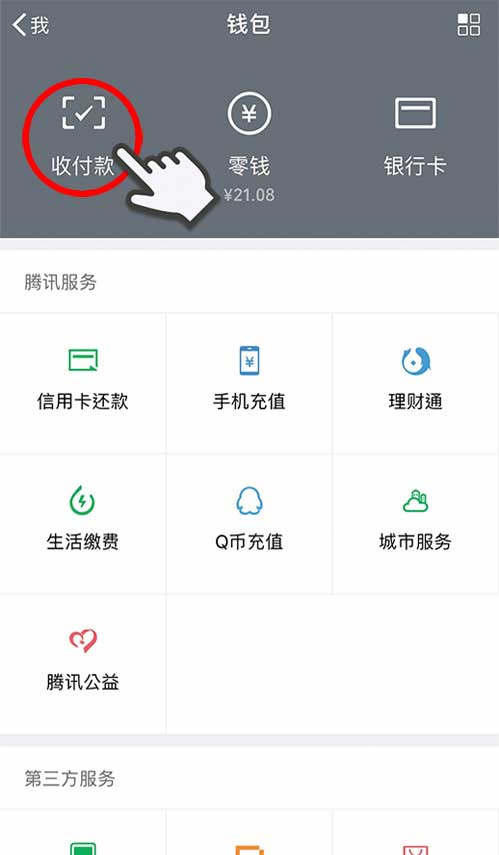 我
钱包
收付款
零钱
银行卡
¥21.08
腾讯服务
信用卡还款
手机充值
理财通
生活缴费
Q币充值
城市服务
腾讯公益
第三方服务